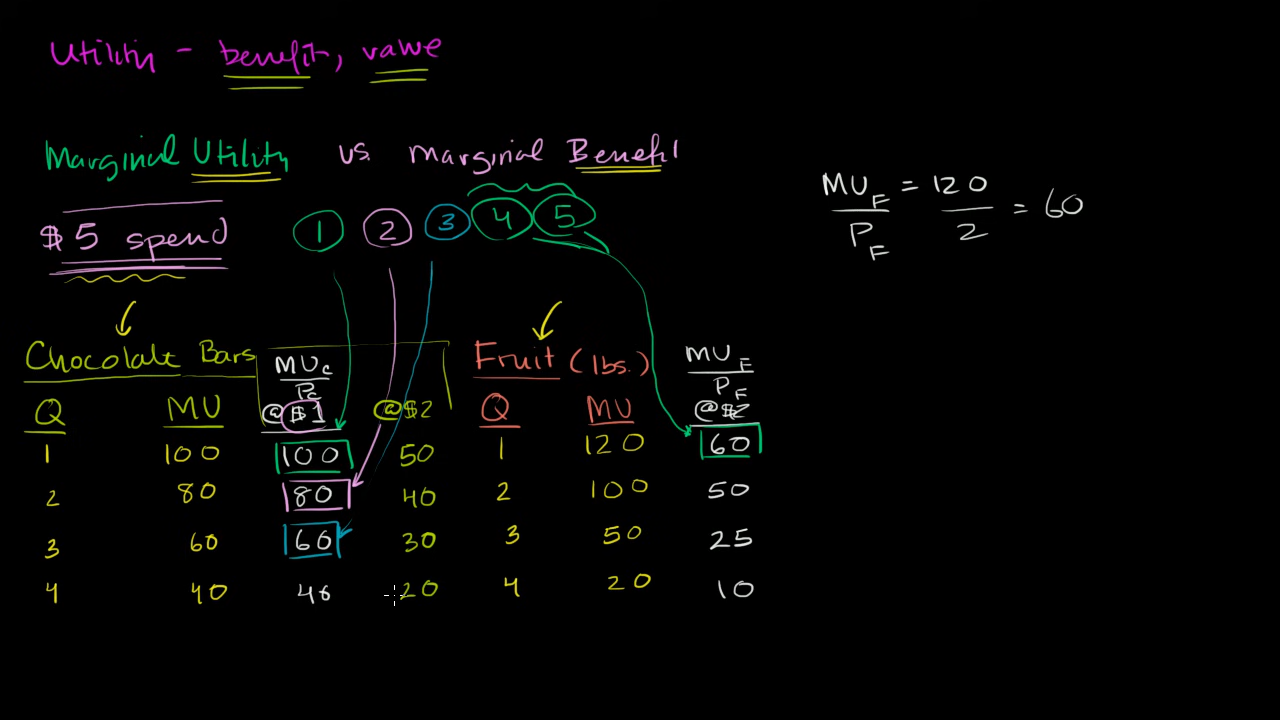 Utility - benefit, value
Marginal Utility vs. Marginal Benefit
$5 spend 1 2 3 4 5
MU_F / P_F = 120 / 2 = 60
Chocolate Bars MU_C / P_C Fruit (lbs.) MU_F / P_F
Q MU @$1 @$2 Q MU @$2
1 100 100 50 1 120 60
2 80 80 40 2 100 50
3 60 60 30 3 50 25
4 40 40 20 4 20 10